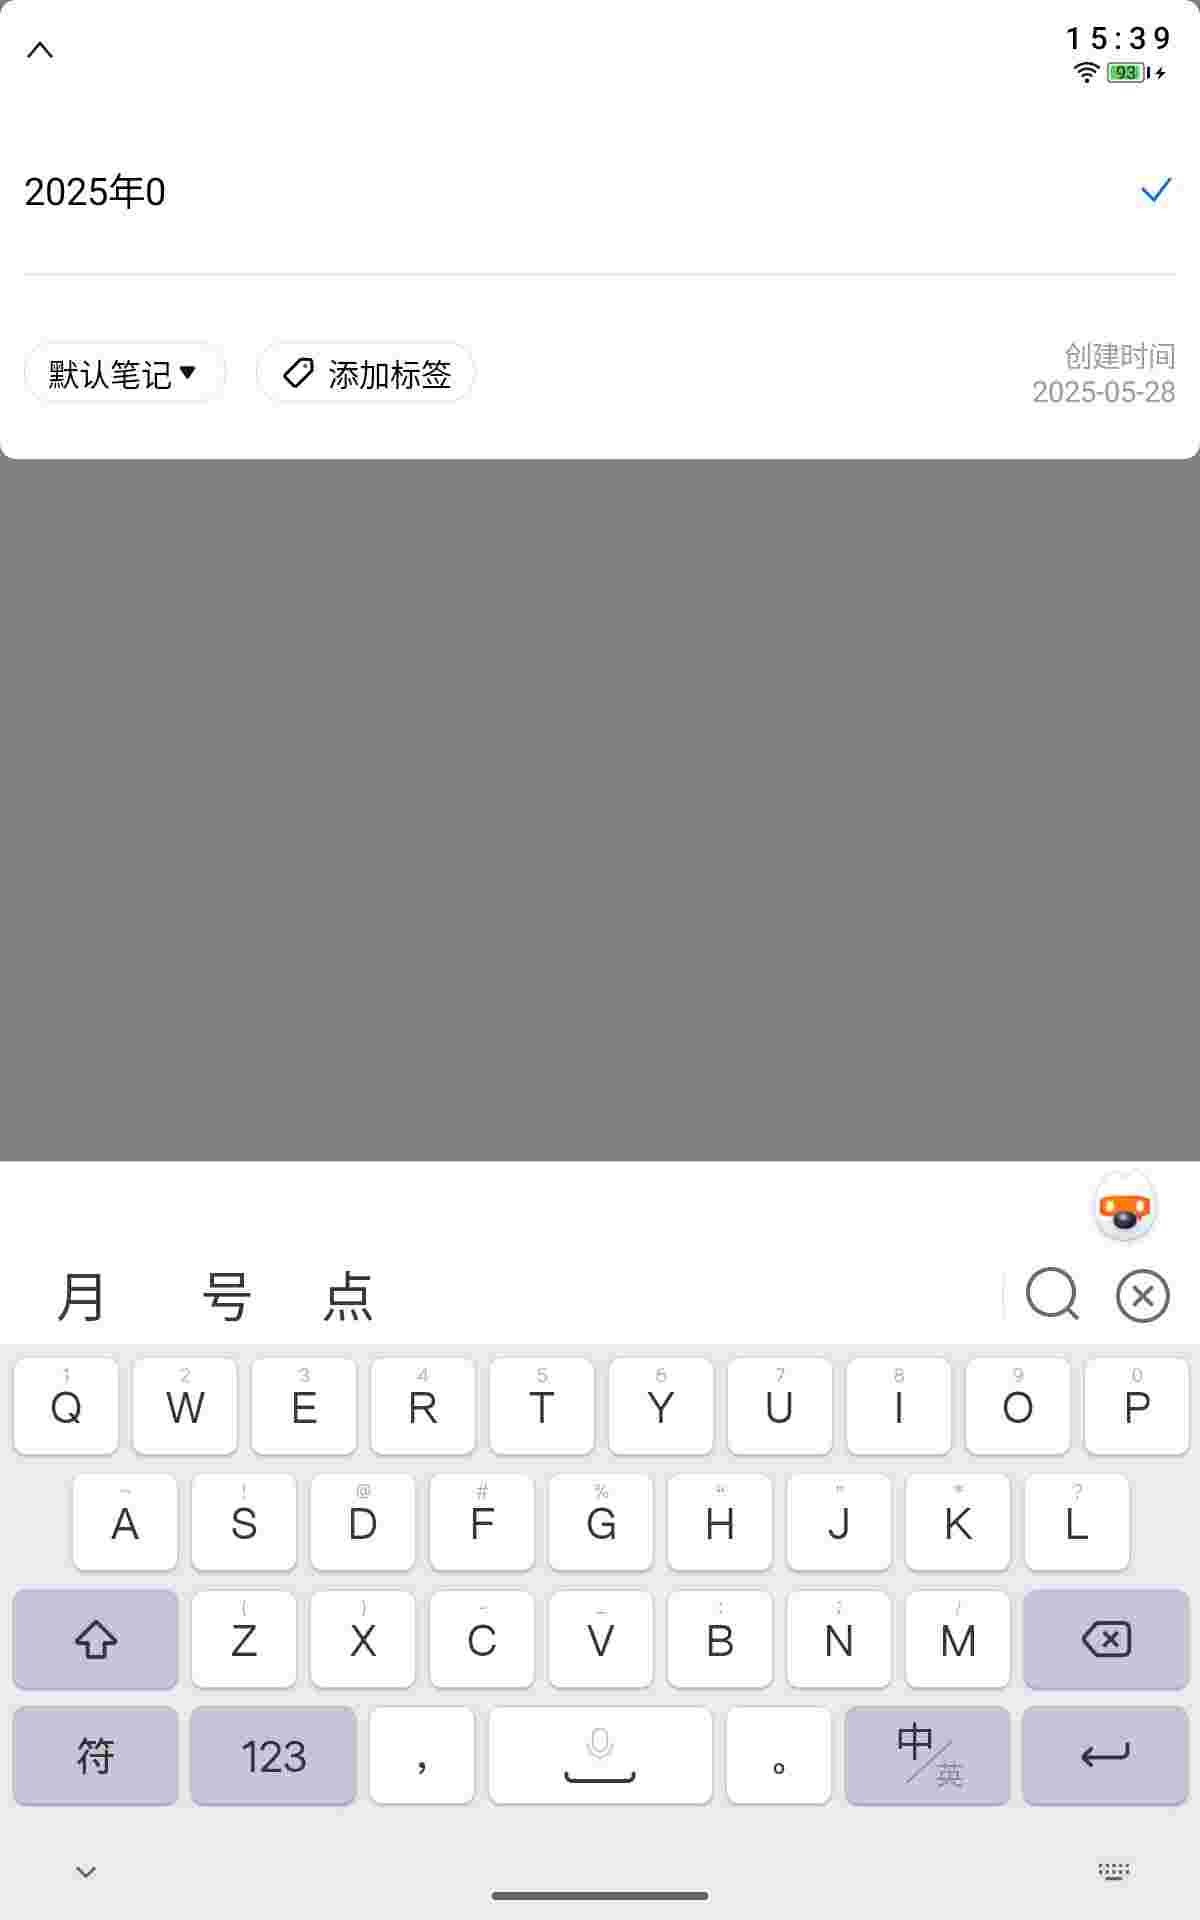 15:39
93
2025年0
默认笔记
添加标签
创建时间
2025-05-28
月 号 点
1 2 3 4 5 6 7 8 9 0
Q W E R T Y U I O P
~ ! @ # % “ ” * ?
A S D F G H J K L
( ) - _ : ; /
Z X C V B N M
符 123 , 。 中/英